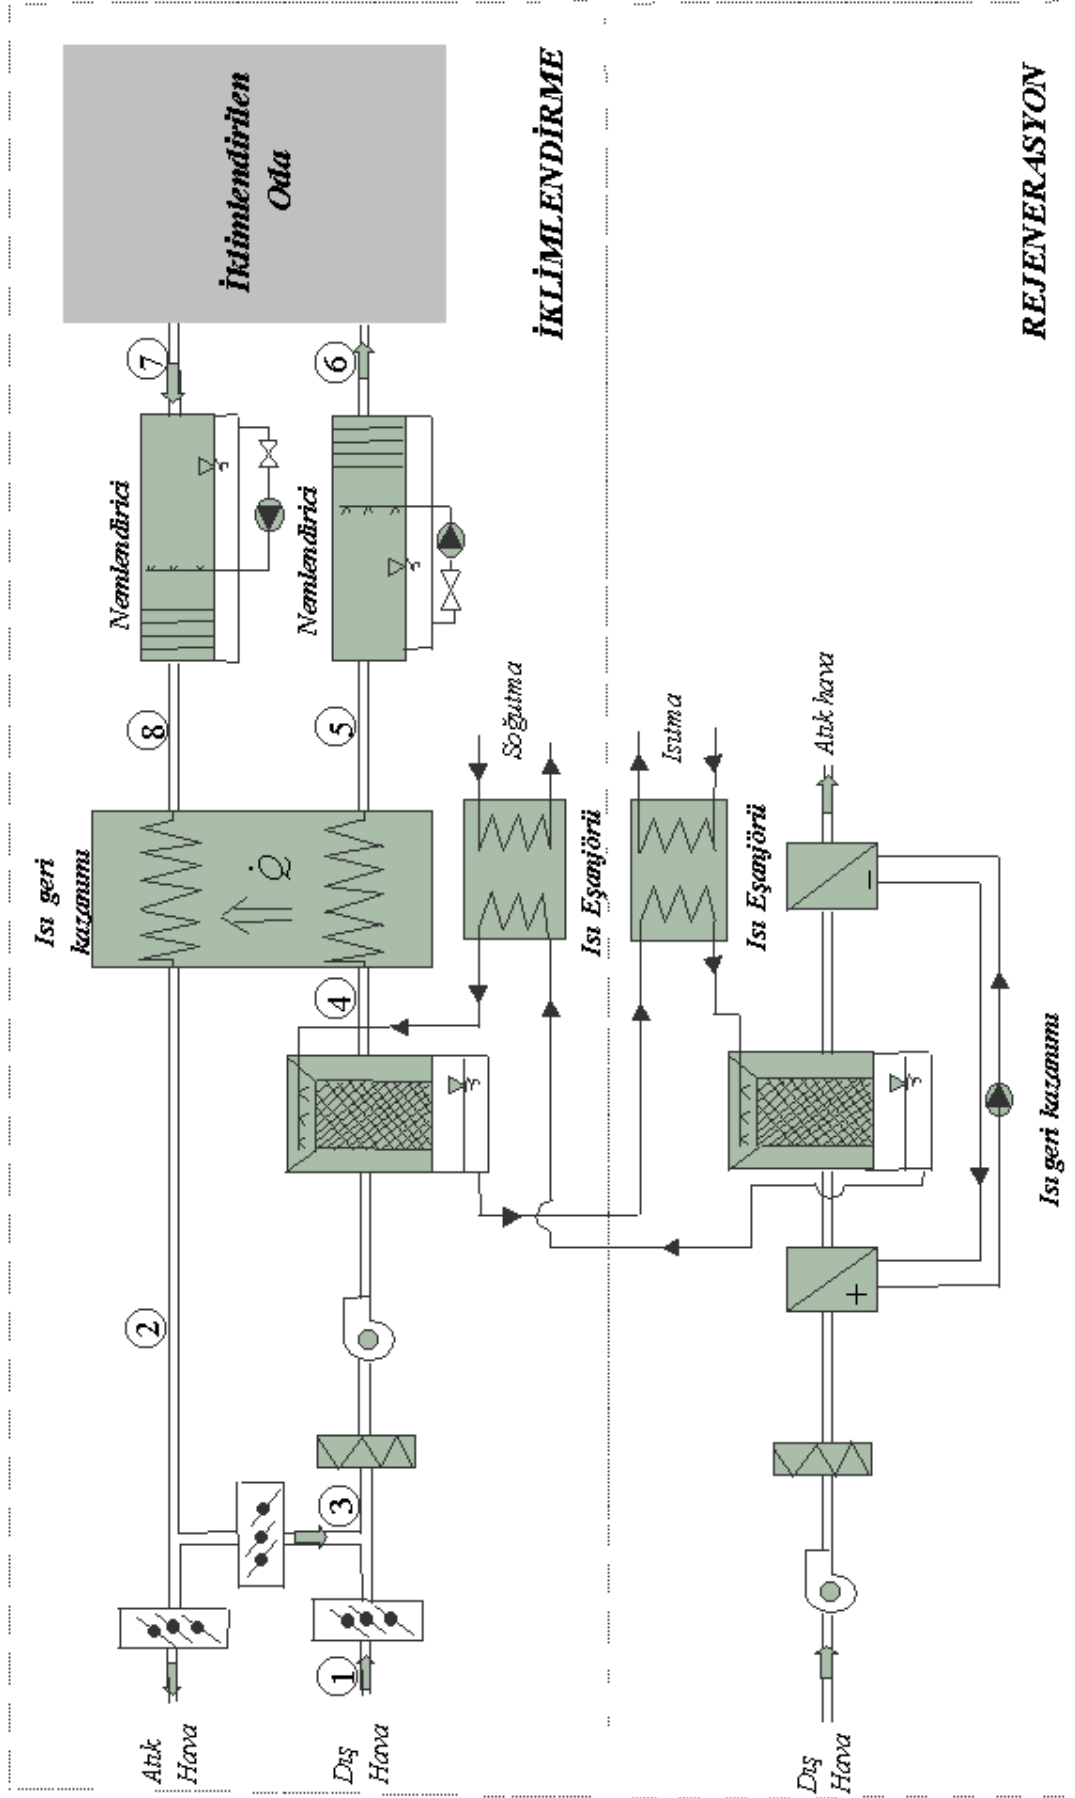 İklimlendirilen
Oda
İKLİMLENDİRME
REJENERASYON
7
6
Nemlendirici
Nemlendirici
8
5
Soğutma
Isıtma
Atık hava
Isı geri
kazanımı
Q
Isı Eşanjörü
Isı Eşanjörü
4
-
+
Isı geri kazanımı
2
3
1
Atık
Hava
Dış
Hava
Dış
Hava